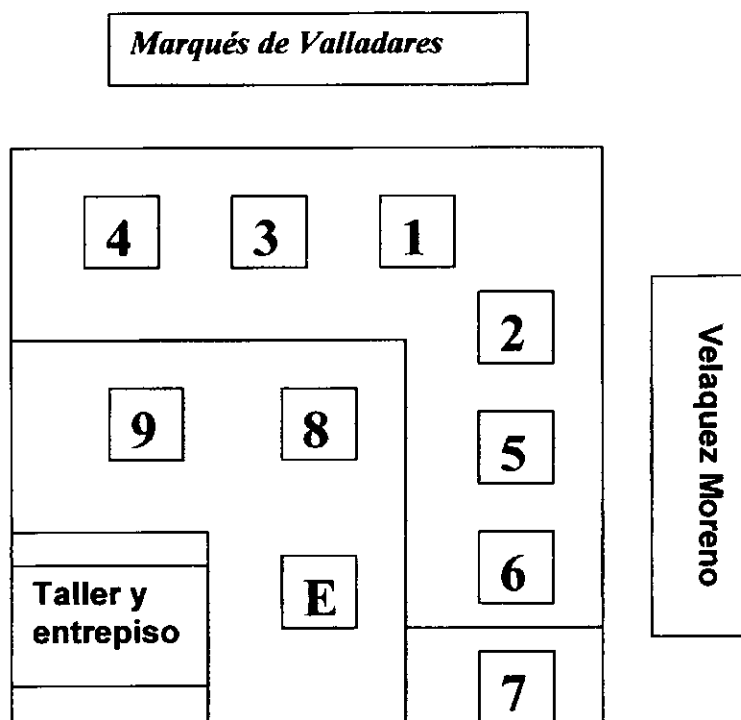 Marqués de Valladares
4 3 1
2
9 8
5
Velaquez Moreno
6
E
Taller y
entrepiso
7